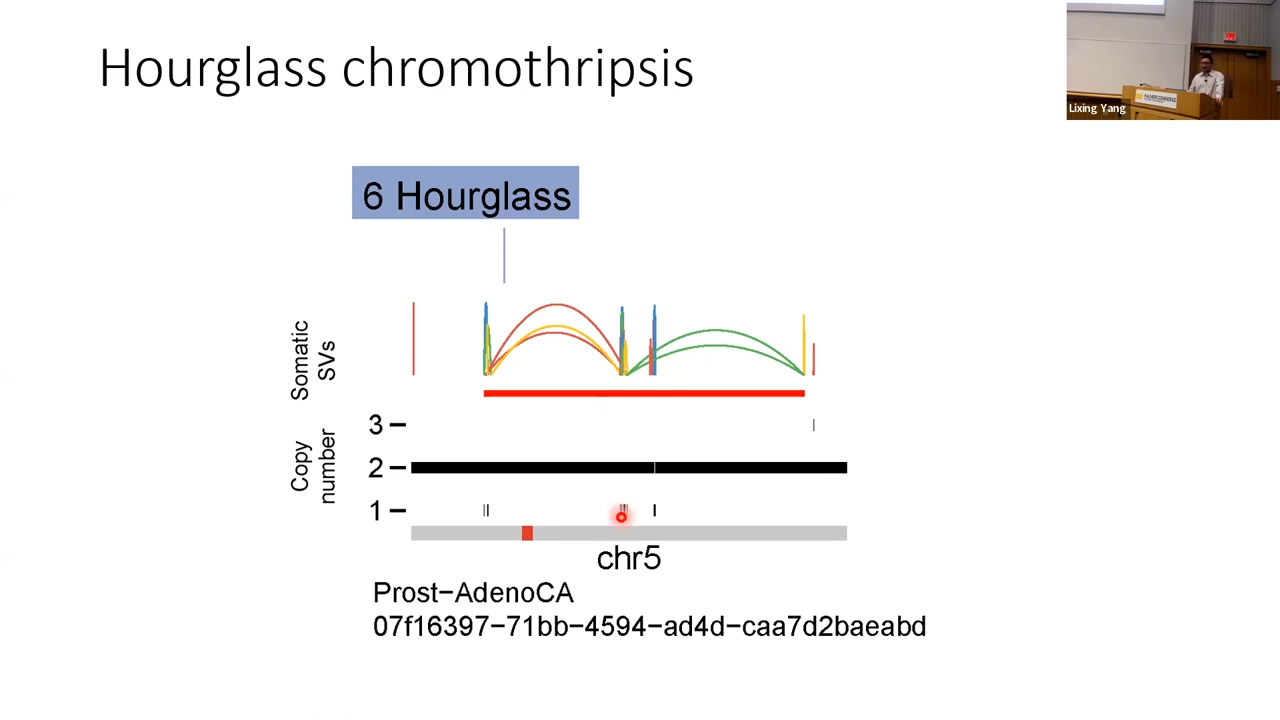 Hourglass chromothripsis
Lixing Yang
6 Hourglass
Somatic
SVs
Copy
number
3
2
1
chr5
Prost−AdenoCA
07f16397−71bb−4594−ad4d−caa7d2baeabd